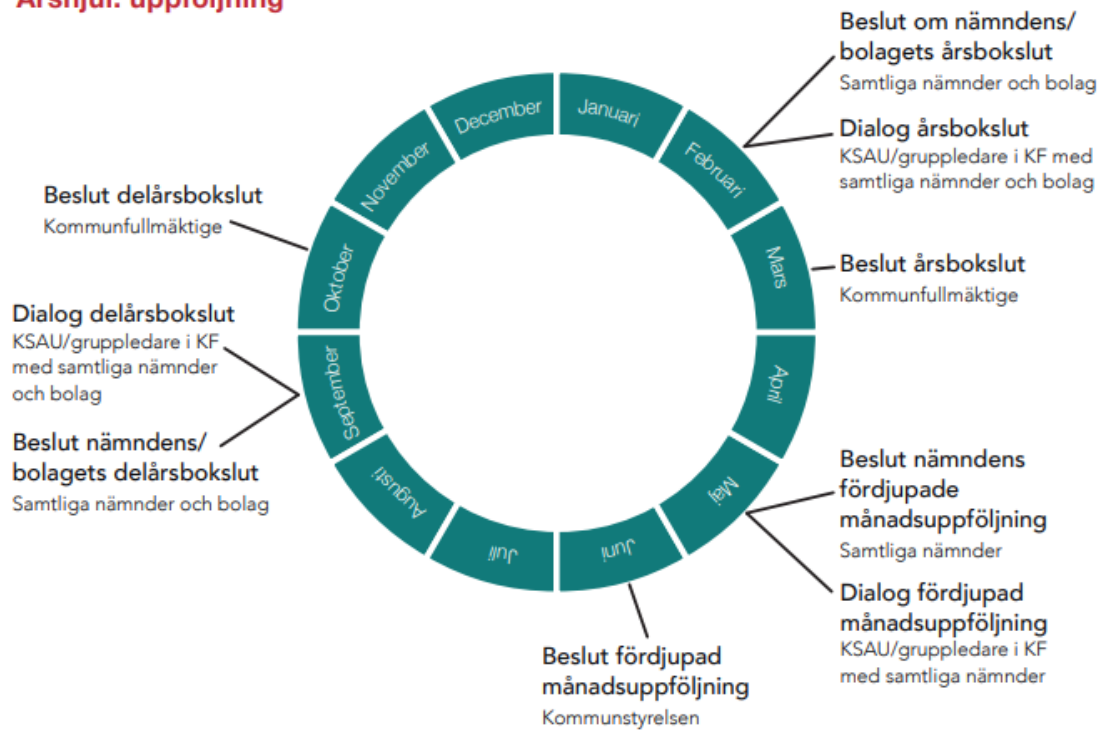 Årshjul: uppföljning
Beslut om nämndens/
bolagets årsbokslut
Samtliga nämnder och bolag
Dialog årsbokslut
KSAU/gruppledare i KF med
samtliga nämnder och bolag
Beslut årsbokslut
Kommunfullmäktige
Beslut nämndens
fördjupade
månadsuppföljning
Samtliga nämnder
Dialog fördjupad
månadsuppföljning
KSAU/gruppledare i KF
med samtliga nämnder
Beslut fördjupad
månadsuppföljning
Kommunstyrelsen
Beslut nämndens/
bolagets delårsbokslut
Samtliga nämnder och bolag
Dialog delårsbokslut
KSAU/gruppledare i KF
med samtliga nämnder
och bolag
Beslut delårsbokslut
Kommunfullmäktige
Januari
Februari
Mars
April
Maj
Juni
Juli
Augusti
September
Oktober
November
December